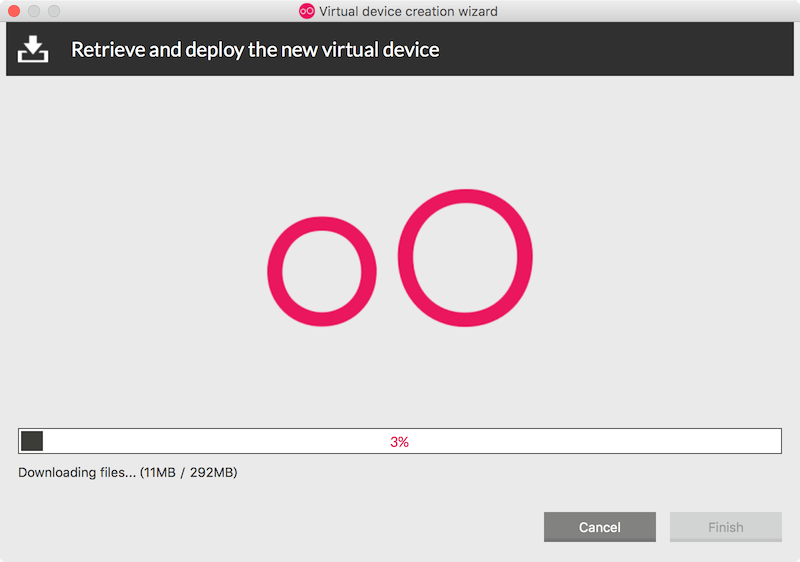 Virtual device creation wizard
Retrieve and deploy the new virtual device
3%
Downloading files... (11MB / 292MB)
Cancel
Finish